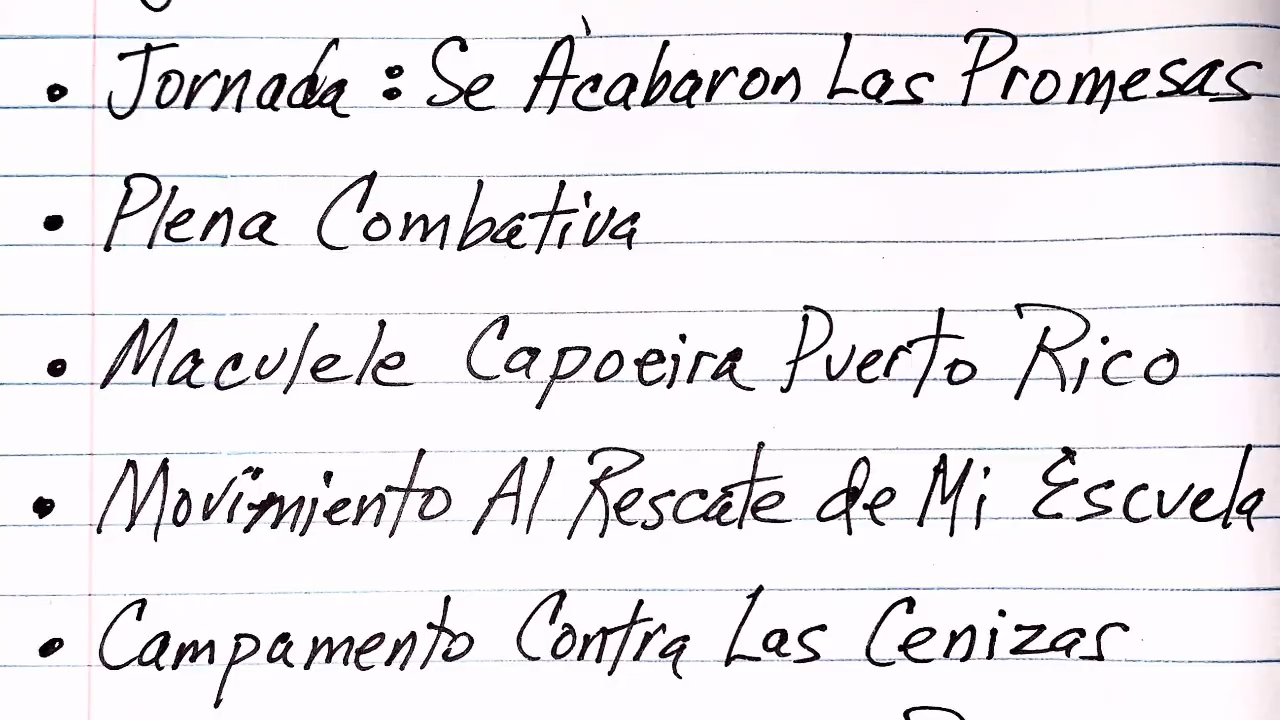 • Jornada : Se Acabaron Las Promesas
• Plena Combativa
• Maculele Capoeira Puerto Rico
• Movimiento Al Rescate de Mi Escuela
• Campamento Contra Las Cenizas